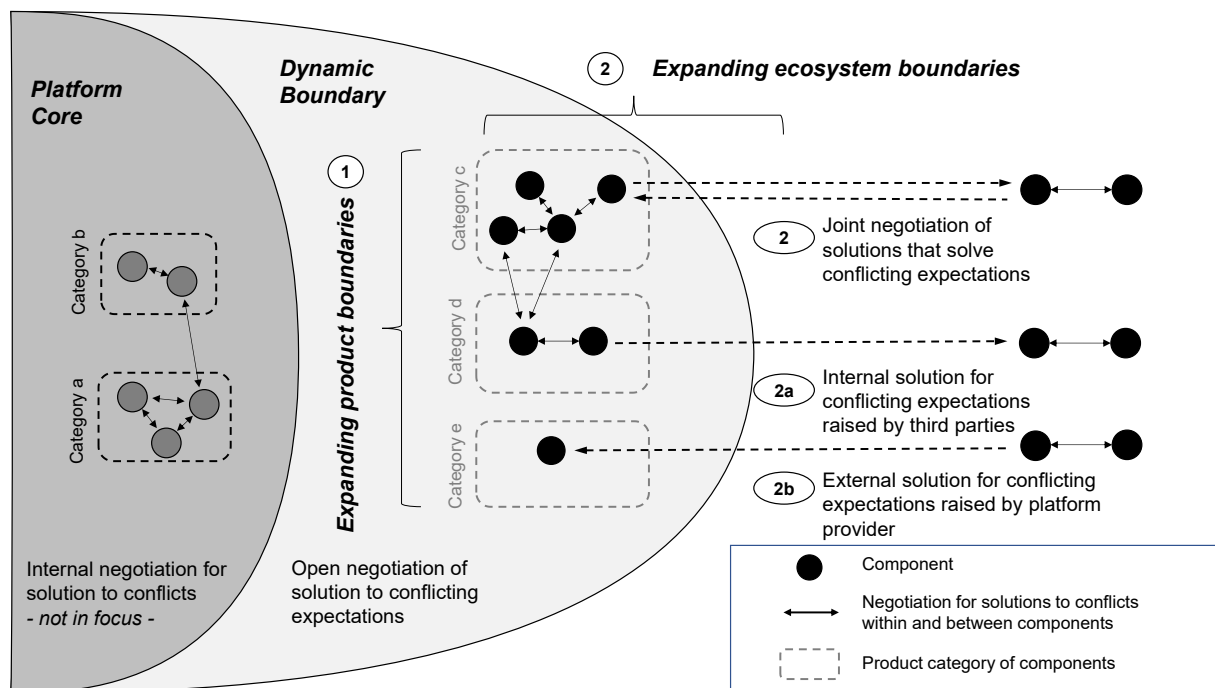 Platform
Core
Dynamic
Boundary
2
Expanding ecosystem boundaries
1
Expanding product boundaries
Category b
Category a
Category c
Category d
Category e
2
Joint negotiation of
solutions that solve
conflicting expectations
2a
Internal solution for
conflicting expectations
raised by third parties
2b
External solution for conflicting
expectations raised by platform
provider
Internal negotiation for
solution to conflicts
- not in focus -
Open negotiation of
solution to conflicting
expectations
Component
Negotiation for solutions to conflicts
within and between components
Product category of components